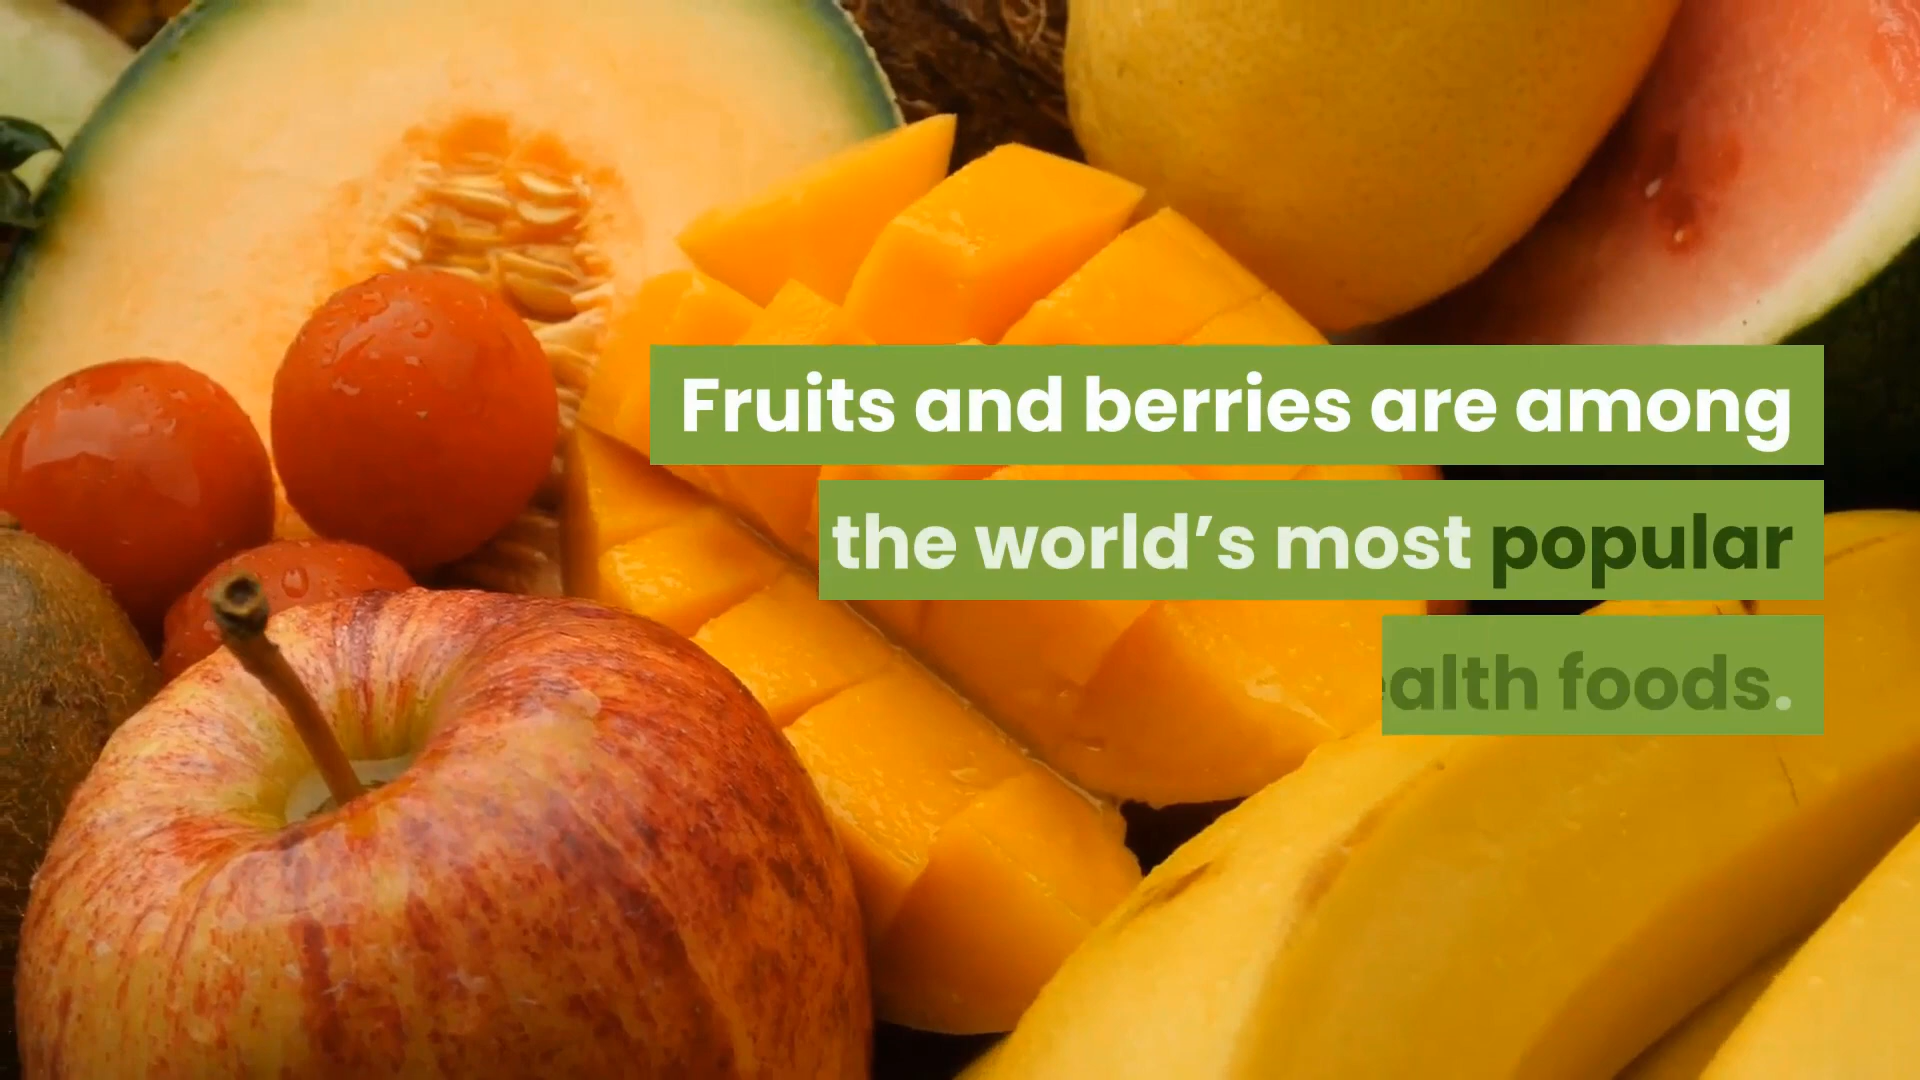 Fruits and berries are among
the world’s most popular
alth foods.